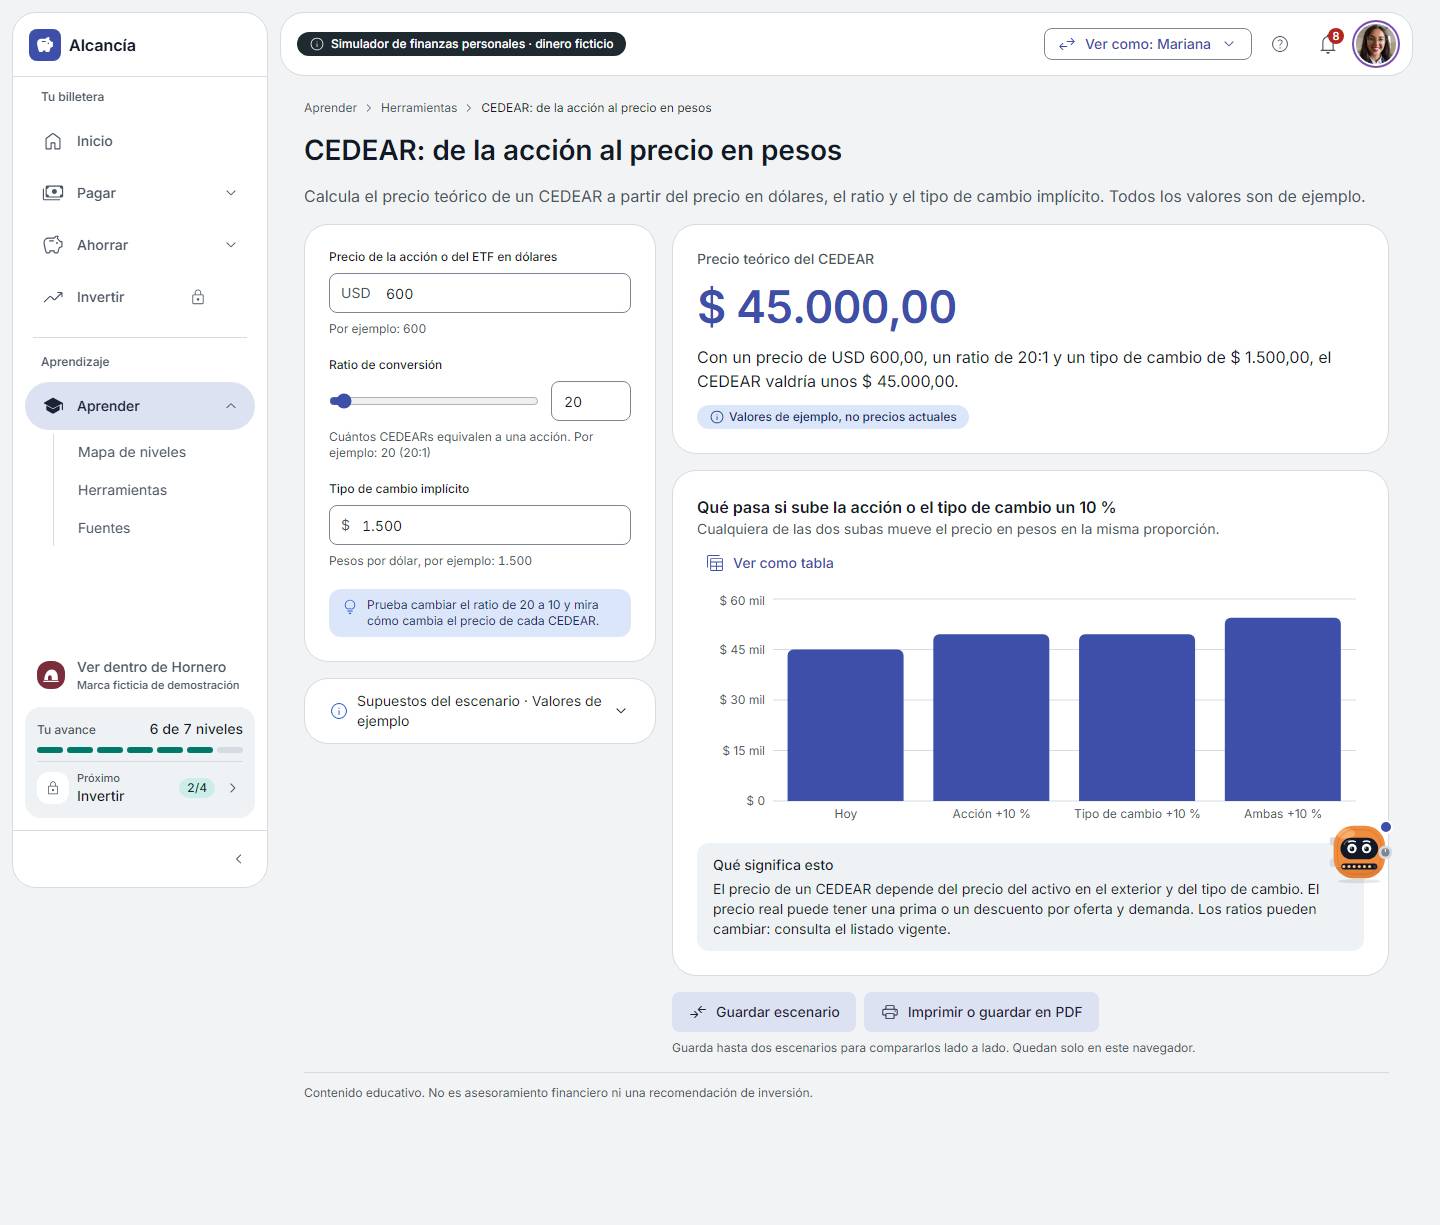 Alcancía
Tu billetera
Inicio
Pagar
Ahorrar
Invertir
Aprendizaje
Aprender
Mapa de niveles
Herramientas
Fuentes
Ver dentro de Hornero
Marca ficticia de demostración
Tu avance
6 de 7 niveles
Próximo
Invertir
2/4
Simulador de finanzas personales · dinero ficticio
Ver como: Mariana
8
Aprender
Herramientas
CEDEAR: de la acción al precio en pesos
CEDEAR: de la acción al precio en pesos
Calcula el precio teórico de un CEDEAR a partir del precio en dólares, el ratio y el tipo de cambio implícito. Todos los valores son de ejemplo.
Precio de la acción o del ETF en dólares
USD 600
Por ejemplo: 600
Ratio de conversión
20
Cuántos CEDEARs equivalen a una acción. Por
ejemplo: 20 (20:1)
Tipo de cambio implícito
$ 1.500
Pesos por dólar, por ejemplo: 1.500
Prueba cambiar el ratio de 20 a 10 y mira
cómo cambia el precio de cada CEDEAR.
Supuestos del escenario · Valores de
ejemplo
Precio teórico del CEDEAR
$ 45.000,00
Con un precio de USD 600,00, un ratio de 20:1 y un tipo de cambio de $ 1.500,00, el
CEDEAR valdría unos $ 45.000,00.
Valores de ejemplo, no precios actuales
Qué pasa si sube la acción o el tipo de cambio un 10 %
Cualquiera de las dos subas mueve el precio en pesos en la misma proporción.
Ver como tabla
$ 60 mil
$ 45 mil
$ 30 mil
$ 15 mil
$ 0
Hoy
Acción +10 %
Tipo de cambio +10 %
Ambas +10 %
Qué significa esto
El precio de un CEDEAR depende del precio del activo en el exterior y del tipo de cambio. El
precio real puede tener una prima o un descuento por oferta y demanda. Los ratios pueden
cambiar: consulta el listado vigente.
Guardar escenario
Imprimir o guardar en PDF
Guarda hasta dos escenarios para compararlos lado a lado. Quedan solo en este navegador.
Contenido educativo. No es asesoramiento financiero ni una recomendación de inversión.